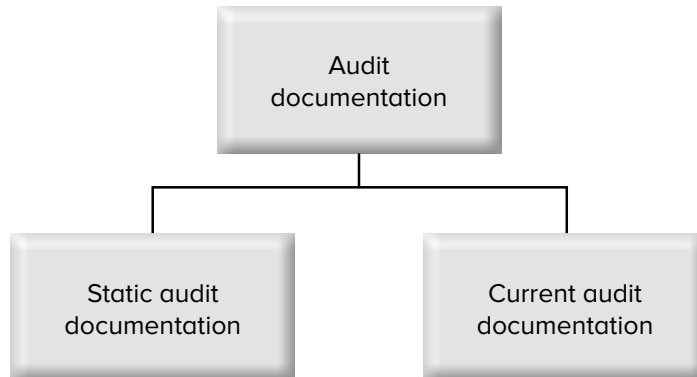 Audit
documentation
Static audit
documentation
Current audit
documentation